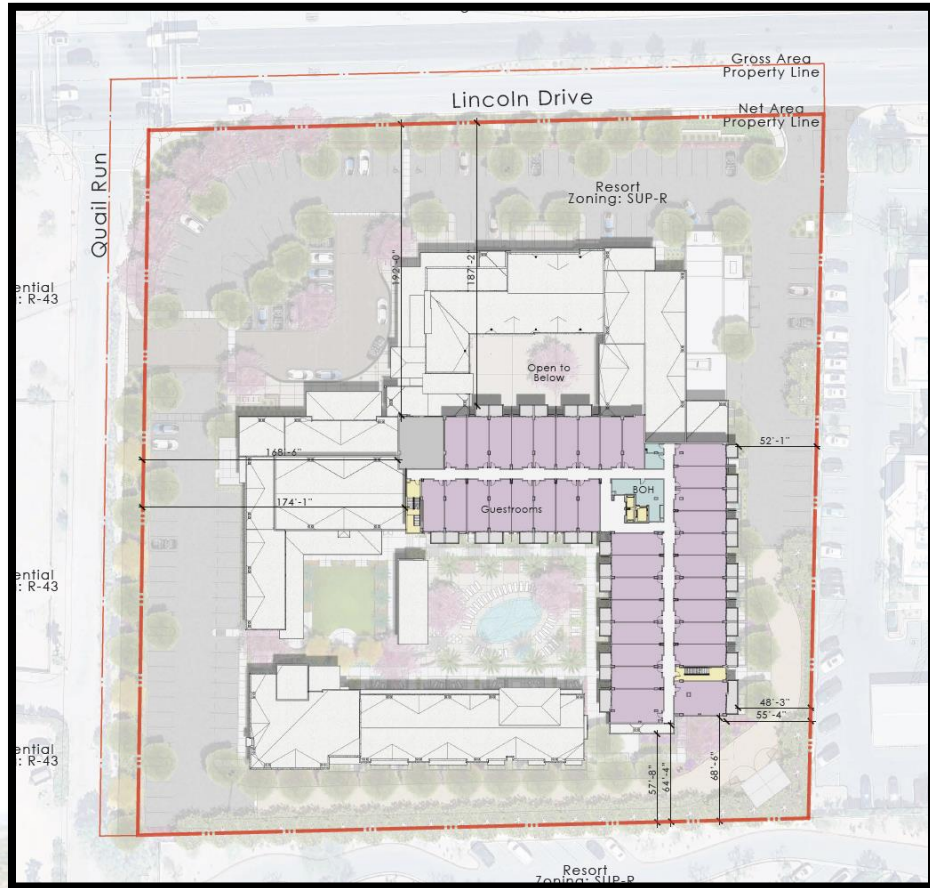 Gross Area
Property Line
Lincoln Drive
Net Area
Property Line
Quail Run
Resort
Zoning: SUP-R
192'-0"
187'-2"
ential
: R-43
Open to
Below
52'-1"
168'-6"
BOH
174'-1"
Guestrooms
ential
: R-43
48'-3"
55'-4"
ential
: R-43
57'-8"
64'-4"
68'-6"
Resort
Zoning: SUP-R